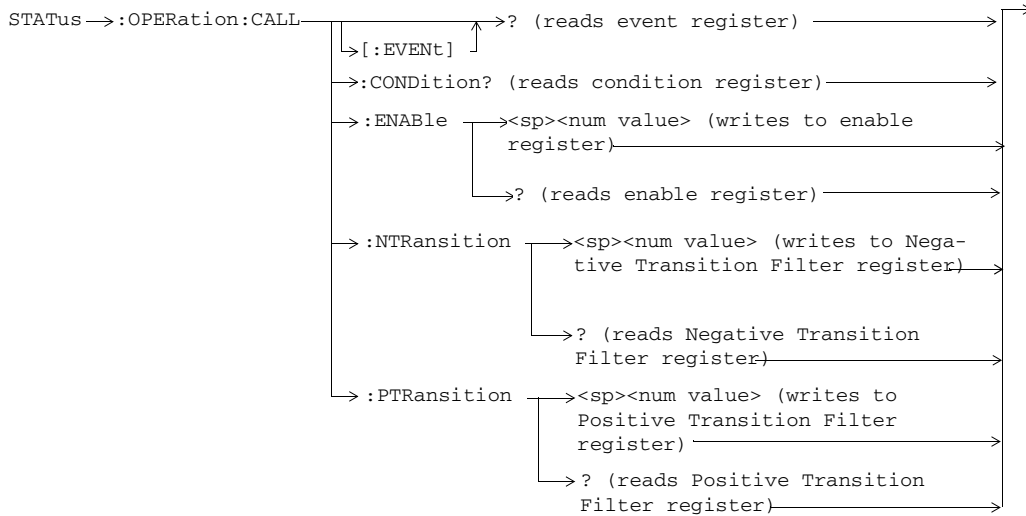 STATus :OPERation:CALL ? (reads event register)
[:EVENt]
:CONDition? (reads condition register)
:ENABle <sp><num value> (writes to enable
register)
? (reads enable register)
:NTRansition <sp><num value> (writes to Nega-
tive Transition Filter register)
? (reads Negative Transition
Filter register)
:PTRansition <sp><num value> (writes to
Positive Transition Filter
register)
? (reads Positive Transition
Filter register)